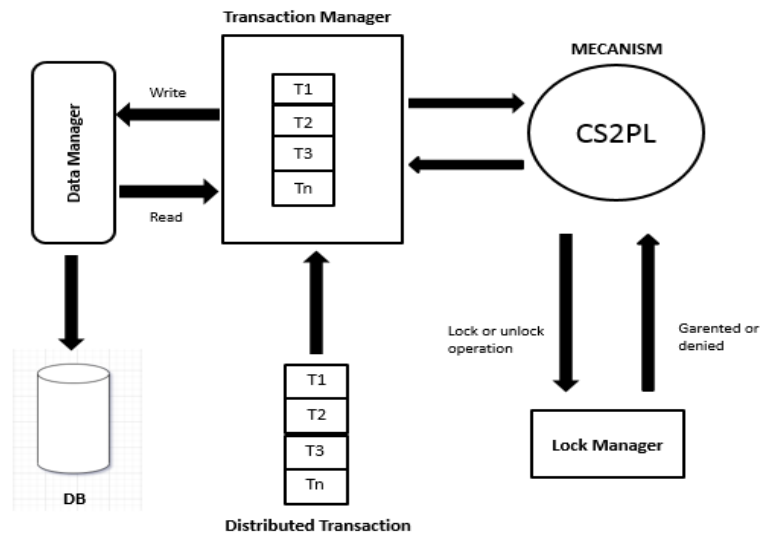 Transaction Manager
MECANISM
Data Manager
Write
Read
T1
T2
T3
Tn
CS2PL
Lock or unlock
operation
Garented or
denied
T1
T2
T3
Tn
Lock Manager
DB
Distributed Transaction